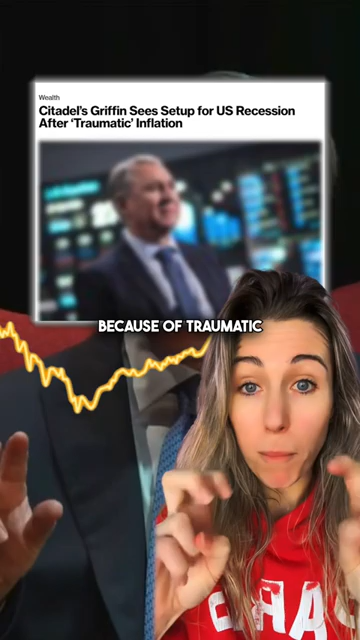 Wealth
Citadel's Griffin Sees Setup for US Recession
After 'Traumatic' Inflation
BECAUSE OF TRAUMATIC